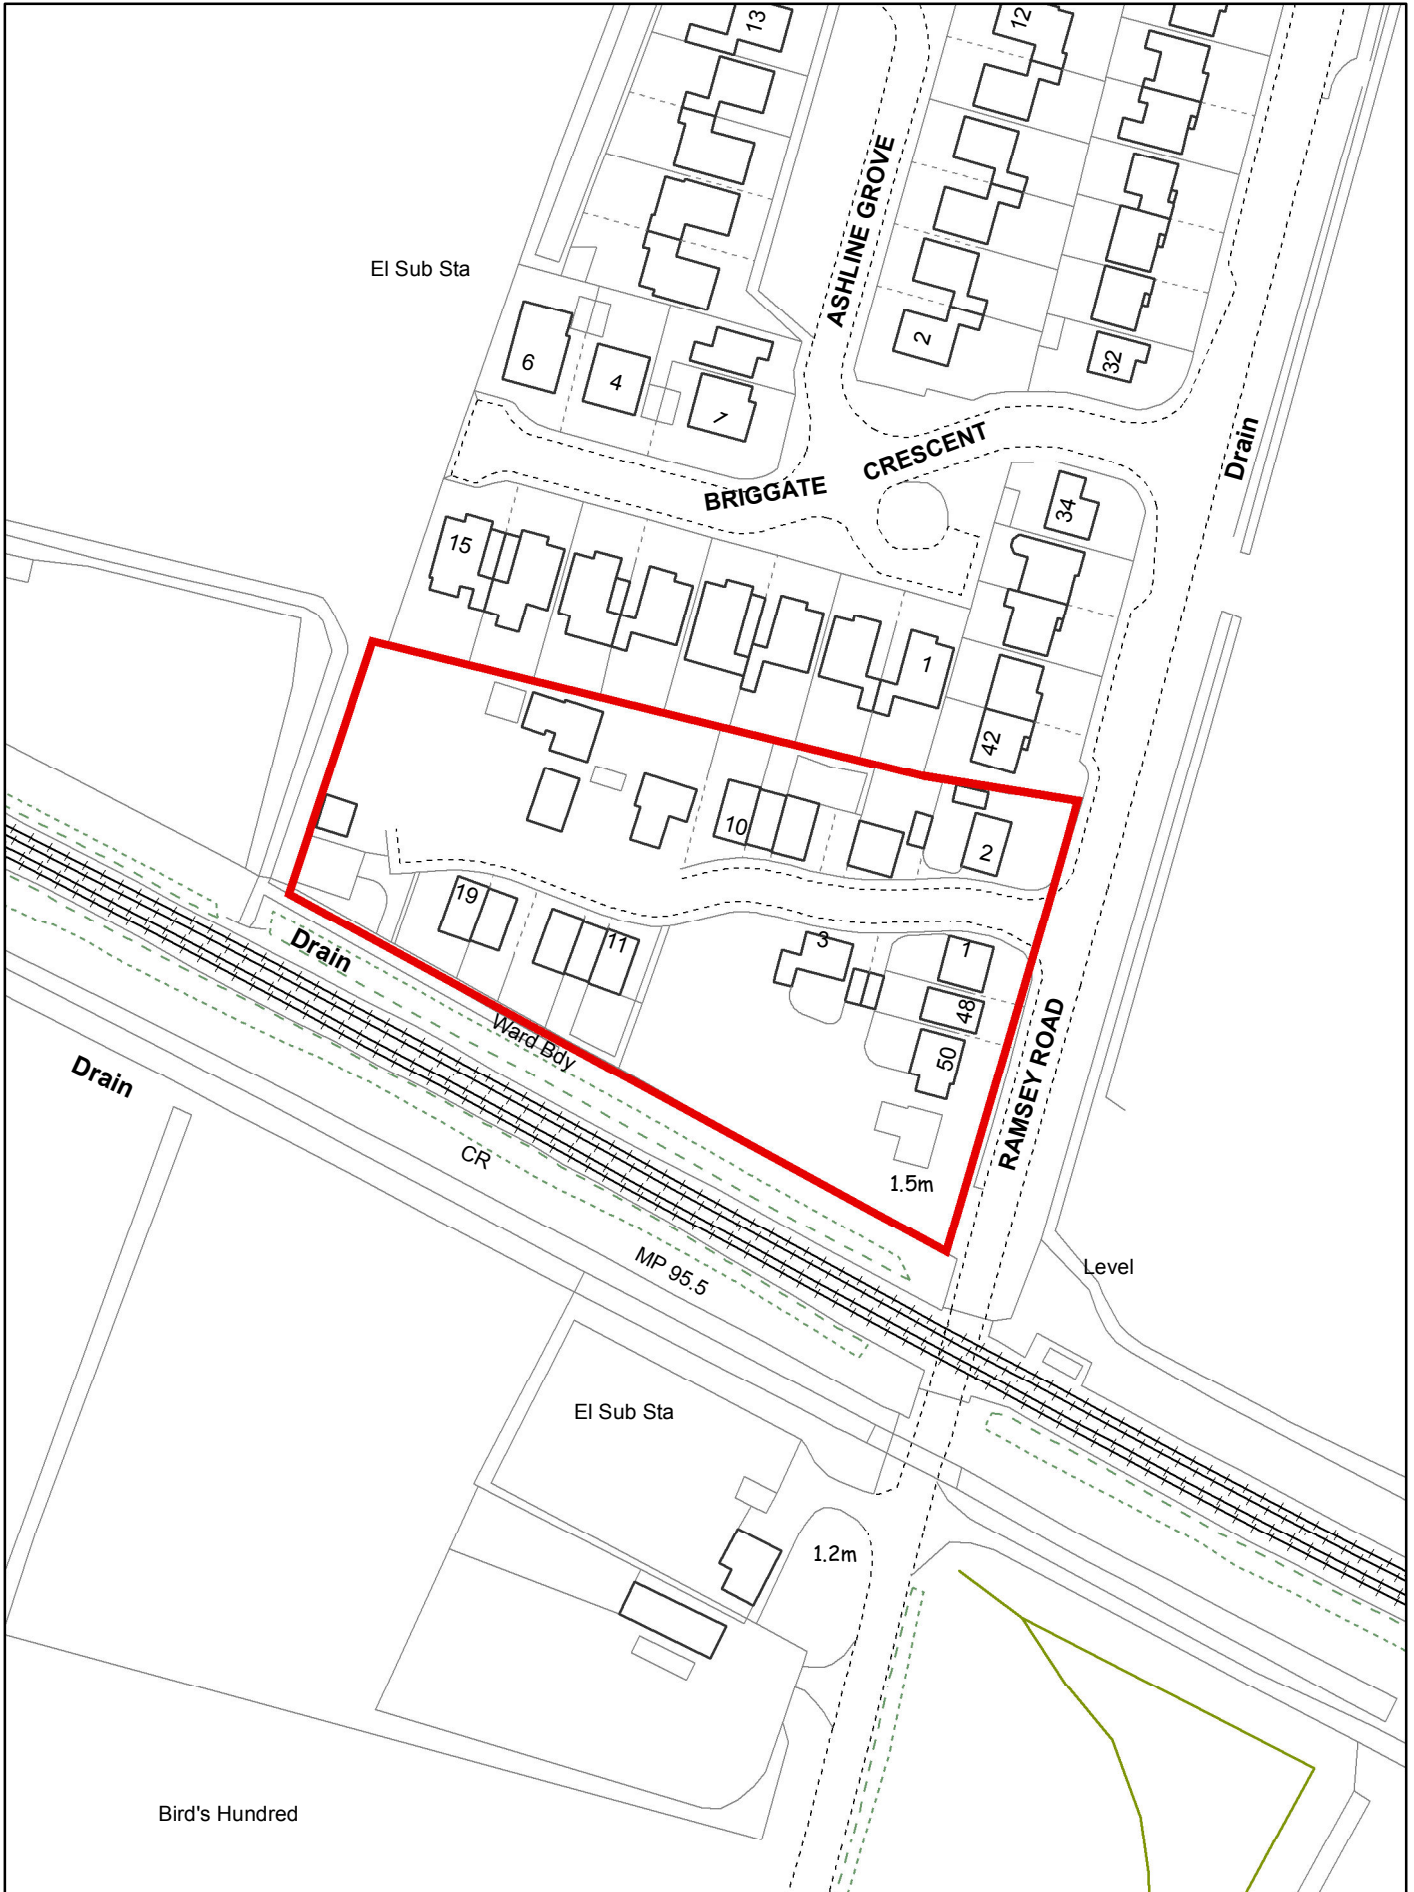 13
12
ASHLINE GROVE
El Sub Sta
6
4
1
2
32
CRESCENT
BRIGGATE
Drain
34
15
1
42
10
2
19
11
3
1
48
50
Drain
Ward Bdy
RAMSEY ROAD
Drain
CR
1.5m
MP 95.5
Level
El Sub Sta
1.2m
Bird's Hundred